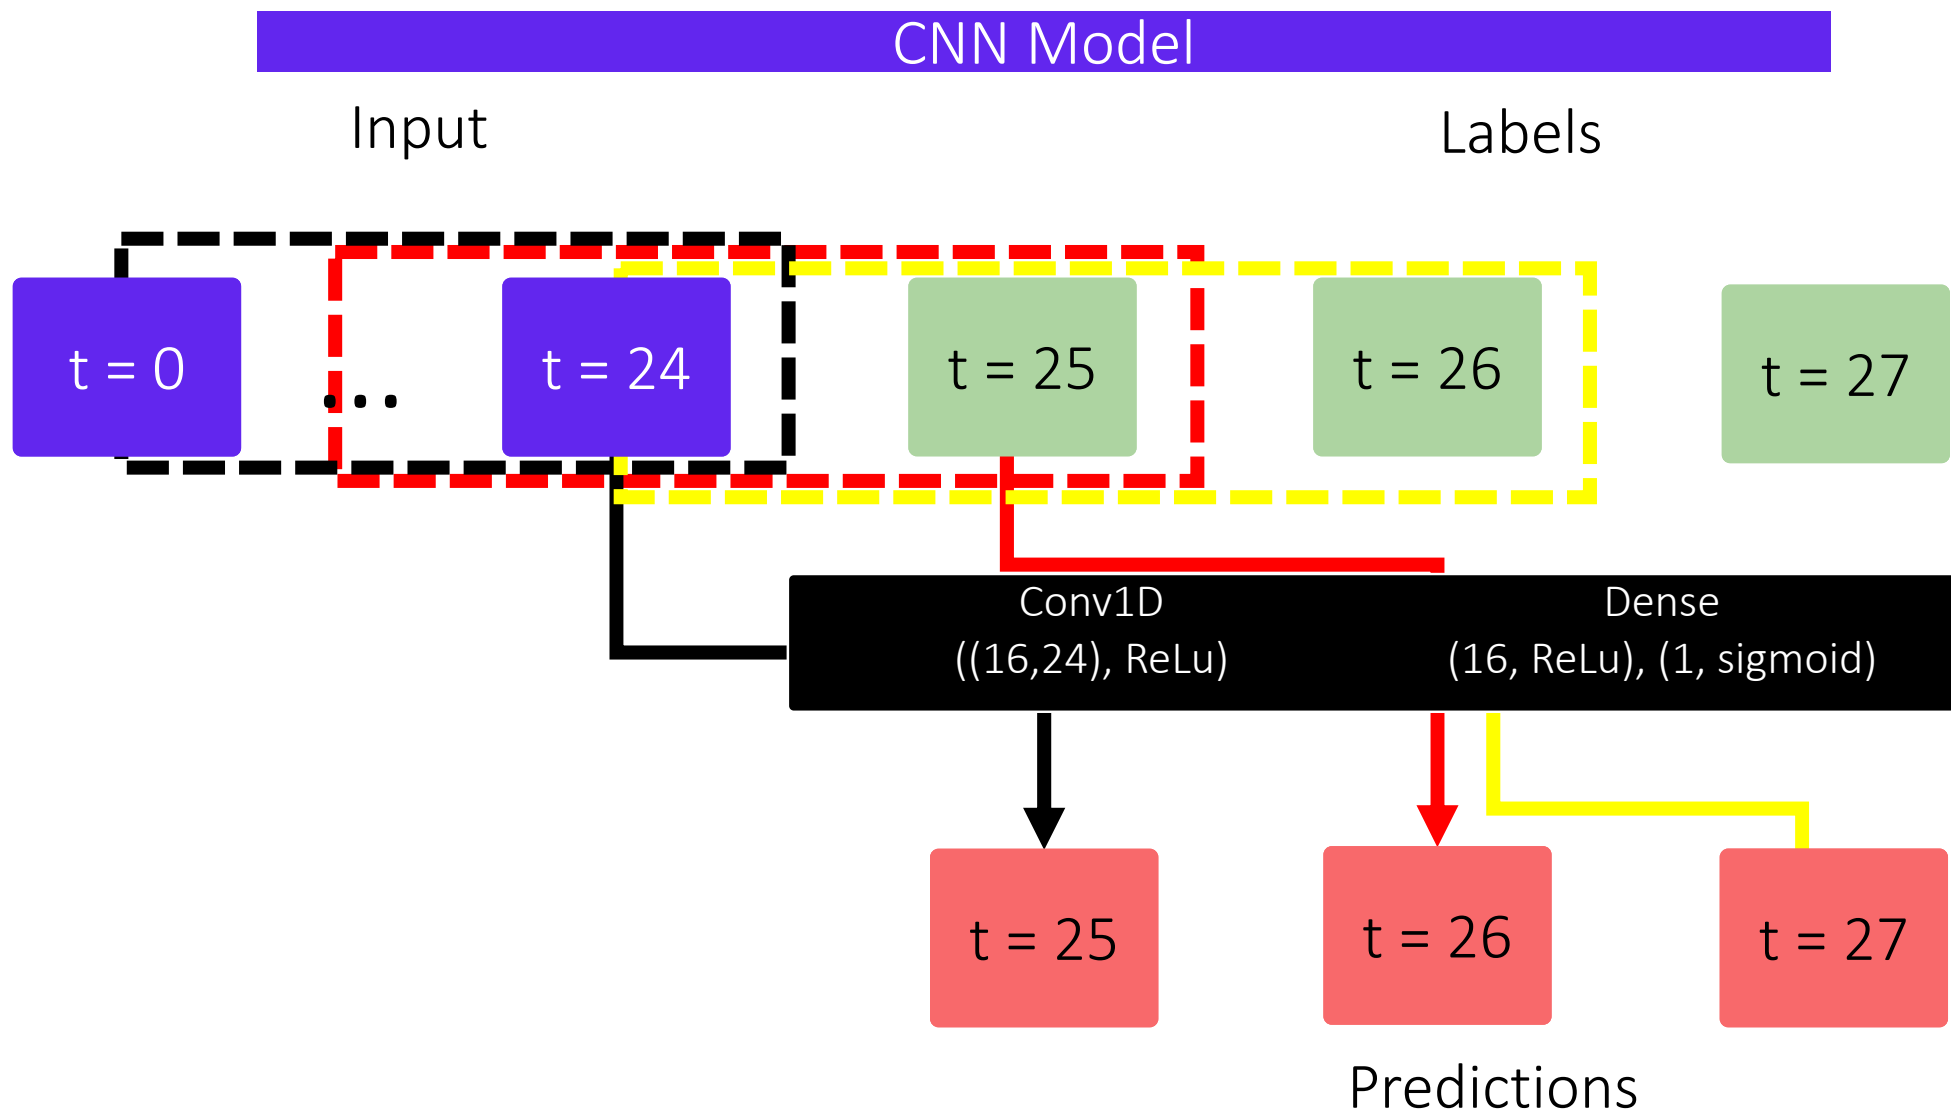 CNN Model
Input
Labels
t = 0
...
t = 24
t = 25
t = 26
t = 27
Conv1D
((16,24), ReLu)
Dense
(16, ReLu), (1, sigmoid)
t = 25
t = 26
t = 27
Predictions